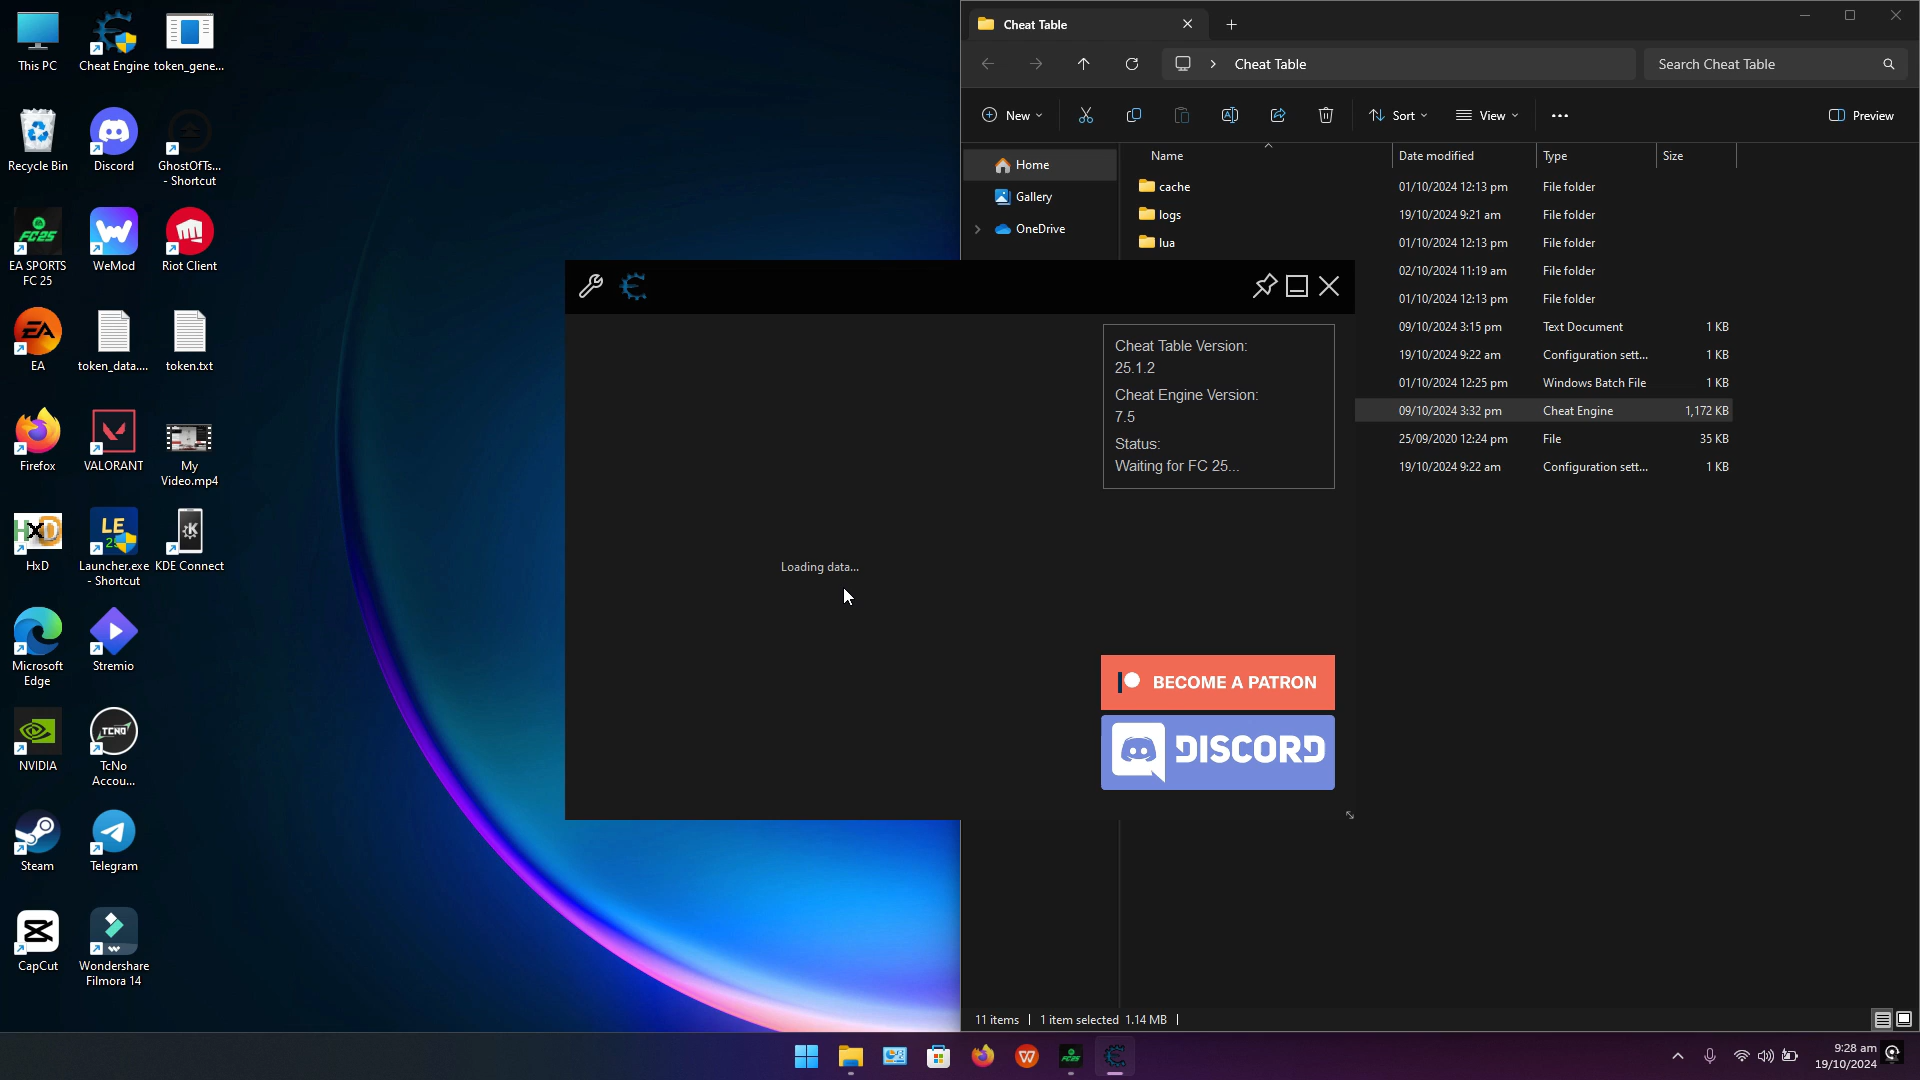 This PC
Cheat Engine
token_gene...
Recycle Bin
Discord
GhostOfTs...
- Shortcut
FC25
EA SPORTS
FC 25
WeMod
Riot Client
EA
EA
token_data....
token.txt
Firefox
VALORANT
My
Video.mp4
HxD
HxD
LE
25
Launcher.exe
- Shortcut
KDE Connect
Microsoft
Edge
Stremio
NVIDIA
TCNO
TcNo
Accou...
Steam
Telegram
CapCut
Wondershare
Filmora 14
Cheat Table
Cheat Table
Search Cheat Table
New
Sort
View
Preview
Name
Date modified
Type
Size
Home
Gallery
OneDrive
cache
01/10/2024 12:13 pm
File folder
logs
19/10/2024 9:21 am
File folder
lua
01/10/2024 12:13 pm
File folder
02/10/2024 11:19 am
File folder
01/10/2024 12:13 pm
File folder
09/10/2024 3:15 pm
Text Document
1 KB
19/10/2024 9:22 am
Configuration sett...
1 KB
01/10/2024 12:25 pm
Windows Batch File
1 KB
09/10/2024 3:32 pm
Cheat Engine
1,172 KB
25/09/2020 12:24 pm
File
35 KB
19/10/2024 9:22 am
Configuration sett...
1 KB
Cheat Table Version:
25.1.2
Cheat Engine Version:
7.5
Status:
Waiting for FC 25...
Loading data...
BECOME A PATRON
DISCORD
11 items
1 item selected 1.14 MB
9:28 am
19/10/2024